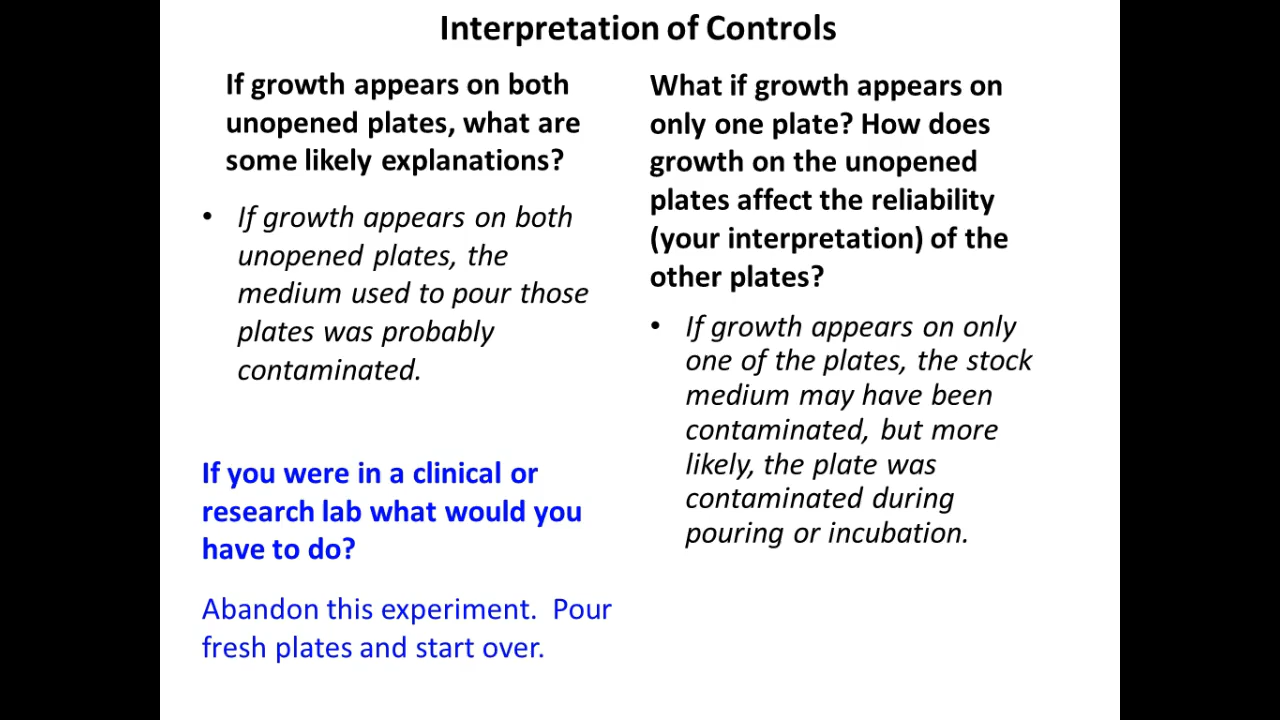 Interpretation of Controls
If growth appears on both
unopened plates, what are
some likely explanations?
• If growth appears on both
unopened plates, the
medium used to pour those
plates was probably
contaminated.
If you were in a clinical or
research lab what would you
have to do?
Abandon this experiment.  Pour
fresh plates and start over.
What if growth appears on
only one plate? How does
growth on the unopened
plates affect the reliability
(your interpretation) of the
other plates?
• If growth appears on only
one of the plates, the stock
medium may have been
contaminated, but more
likely, the plate was
contaminated during
pouring or incubation.